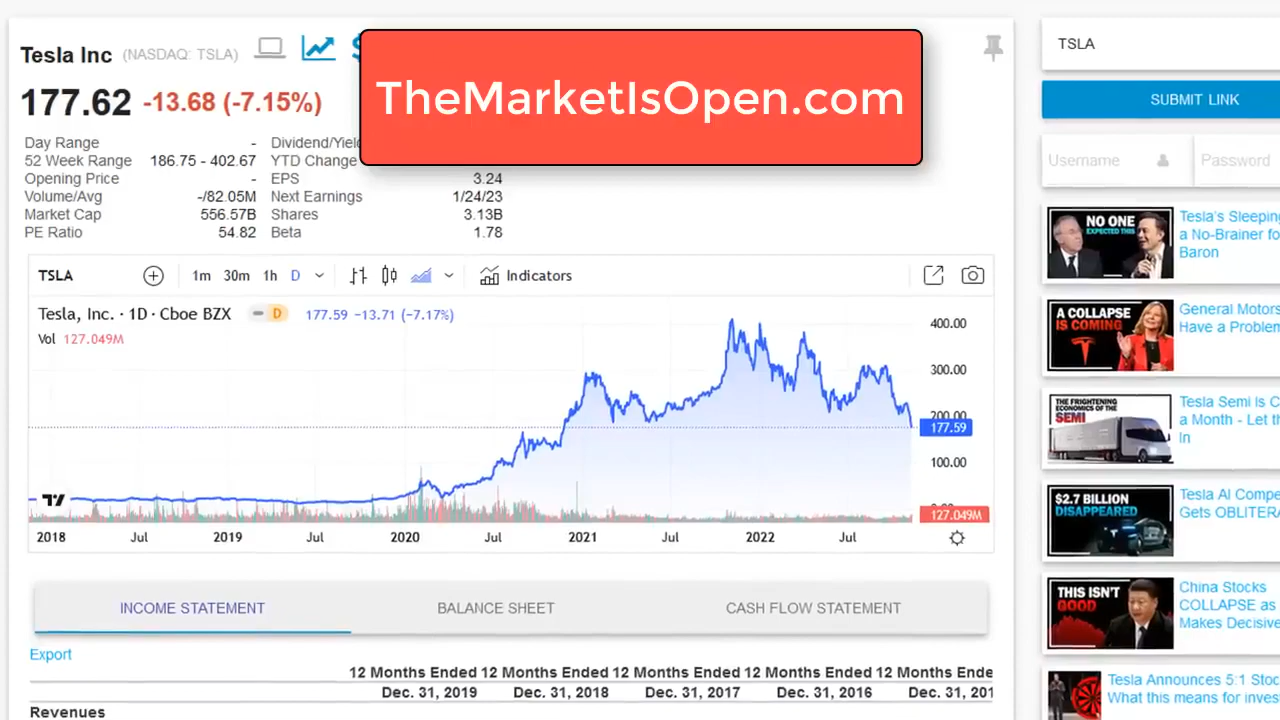 Tesla Inc (NASDAQ: TSLA)
TheMarketIsOpen.com
177.62 -13.68 (-7.15%)
Day Range -
52 Week Range 186.75 - 402.67
Opening Price -
Volume/Avg -/82.05M
Market Cap 556.57B
PE Ratio 54.82
Dividend/Yield
YTD Change
EPS 3.24
Next Earnings 1/24/23
Shares 3.13B
Beta 1.78
TSLA 1m 30m 1h D Indicators
Tesla, Inc. · 1D · Cboe BZX D 177.59 −13.71 (−7.17%)
Vol 127.049M
400.00
300.00
200.00
177.59
100.00
127.049M
2018 Jul 2019 Jul 2020 Jul 2021 Jul 2022 Jul
INCOME STATEMENT BALANCE SHEET CASH FLOW STATEMENT
Export
12 Months Ended 12 Months Ended 12 Months Ended 12 Months Ended 12 Months Ende
Dec. 31, 2019 Dec. 31, 2018 Dec. 31, 2017 Dec. 31, 2016 Dec. 31, 201
Revenues
TSLA
SUBMIT LINK
Username Password
NO ONE
EXPECTED THIS
Tesla's Sleeping
a No-Brainer fo
Baron
A COLLAPSE
IS COMING
General Motors
Have a Problem
THE FRIGHTENING
ECONOMICS OF THE
SEMI
Tesla Semi Is C
a Month - Let th
In
$2.7 BILLION
DISAPPEARED
Tesla AI Compe
Gets OBLITERA
THIS ISN'T
GOOD
China Stocks
COLLAPSE as
Makes Decisive
Tesla Announces 5:1 Stoc
What this means for inves